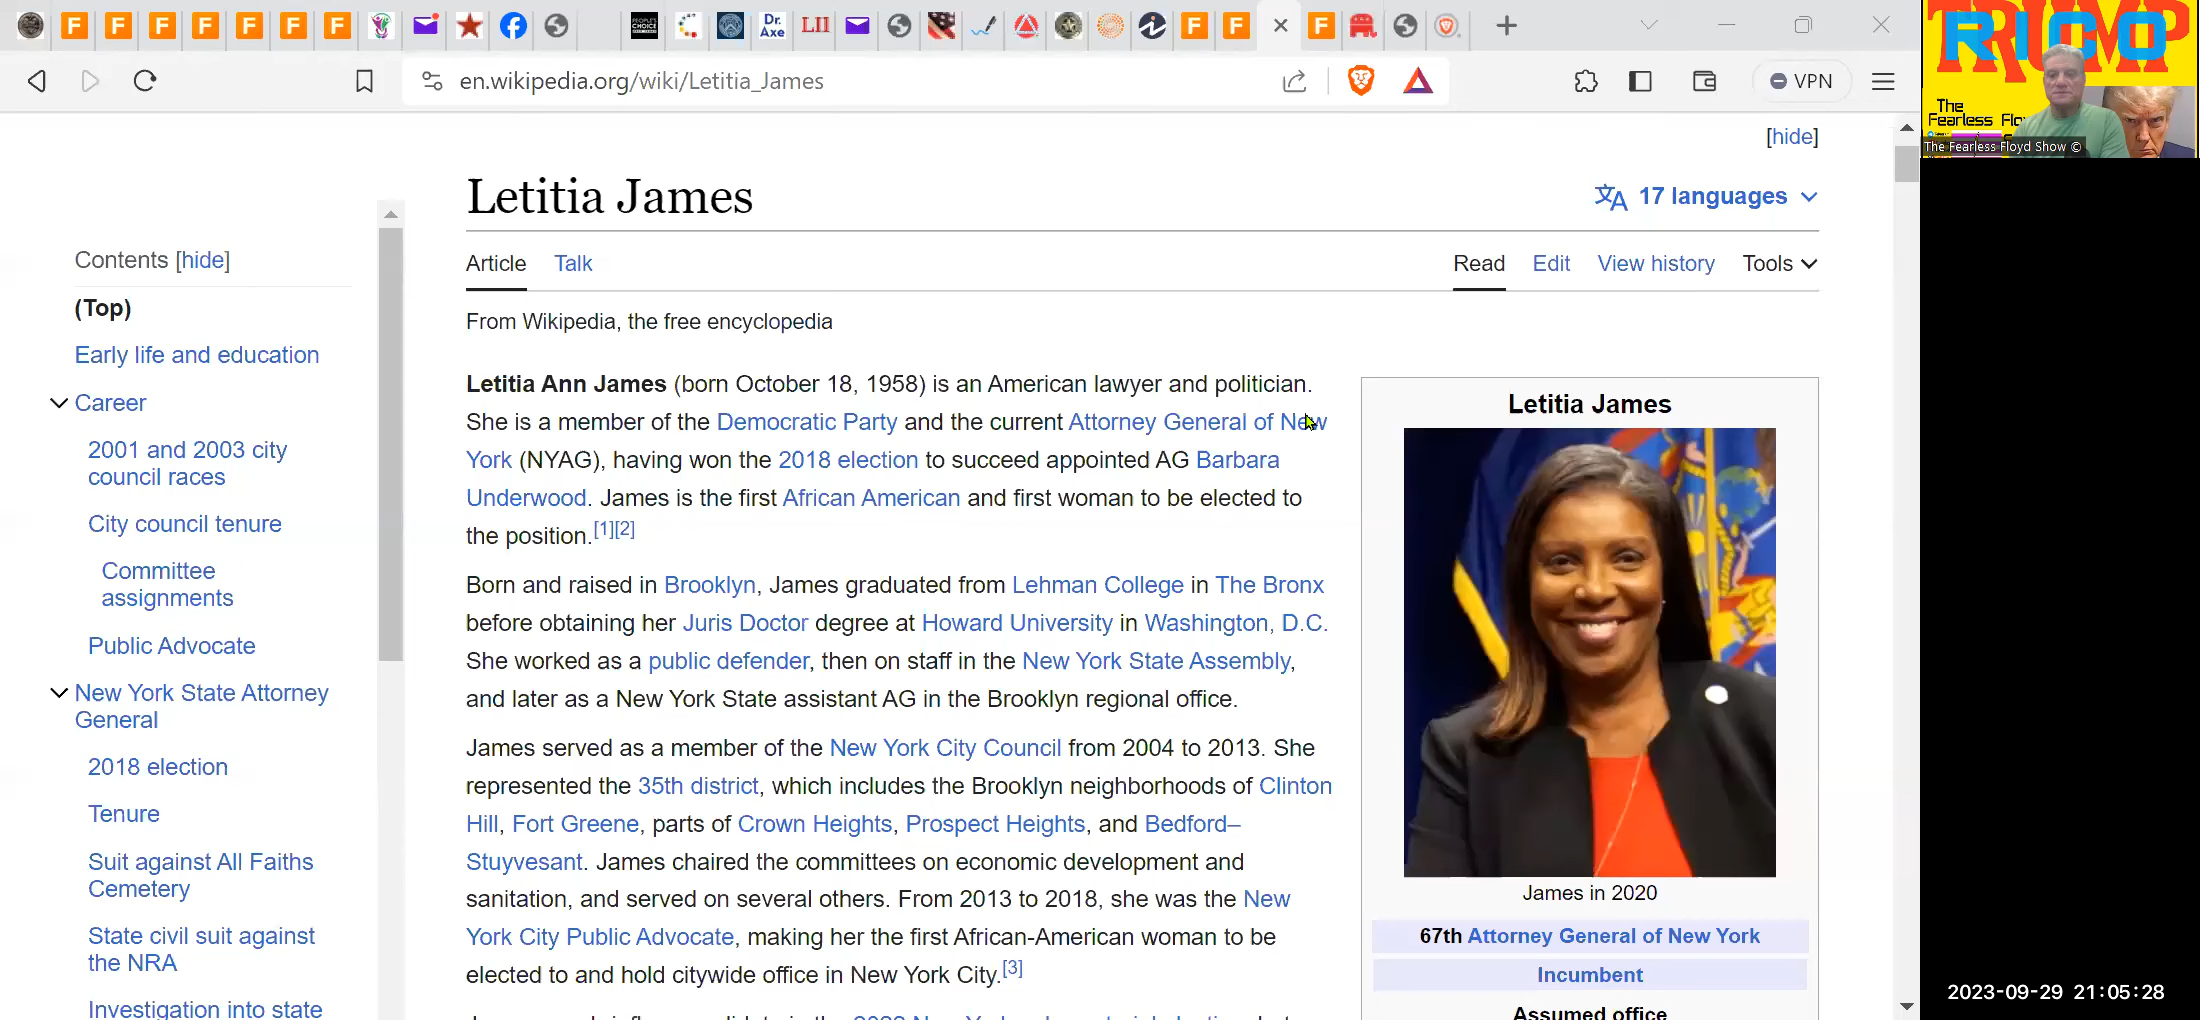 F F F F F F F
PEOPLE'S CHOICE
Dr. Axe
LII
F F
F
en.wikipedia.org/wiki/Letitia_James
VPN
TRUMP
RICO
The
Fearless Flo
The Fearless Floyd Show ©
[hide]
Letitia James
17 languages
Contents [hide]
(Top)
Early life and education
Career
2001 and 2003 city
council races
City council tenure
Committee
assignments
Public Advocate
New York State Attorney
General
2018 election
Tenure
Suit against All Faiths
Cemetery
State civil suit against
the NRA
Investigation into state
Article Talk
Read Edit View history Tools
From Wikipedia, the free encyclopedia
Letitia Ann James (born October 18, 1958) is an American lawyer and politician.
She is a member of the Democratic Party and the current Attorney General of New
York (NYAG), having won the 2018 election to succeed appointed AG Barbara
Underwood. James is the first African American and first woman to be elected to
the position.[1][2]
Born and raised in Brooklyn, James graduated from Lehman College in The Bronx
before obtaining her Juris Doctor degree at Howard University in Washington, D.C.
She worked as a public defender, then on staff in the New York State Assembly,
and later as a New York State assistant AG in the Brooklyn regional office.
James served as a member of the New York City Council from 2004 to 2013. She
represented the 35th district, which includes the Brooklyn neighborhoods of Clinton
Hill, Fort Greene, parts of Crown Heights, Prospect Heights, and Bedford–
Stuyvesant. James chaired the committees on economic development and
sanitation, and served on several others. From 2013 to 2018, she was the New
York City Public Advocate, making her the first African-American woman to be
elected to and hold citywide office in New York City.[3]
Letitia James
James in 2020
67th Attorney General of New York
Incumbent
Assumed office
2023-09-29 21:05:28